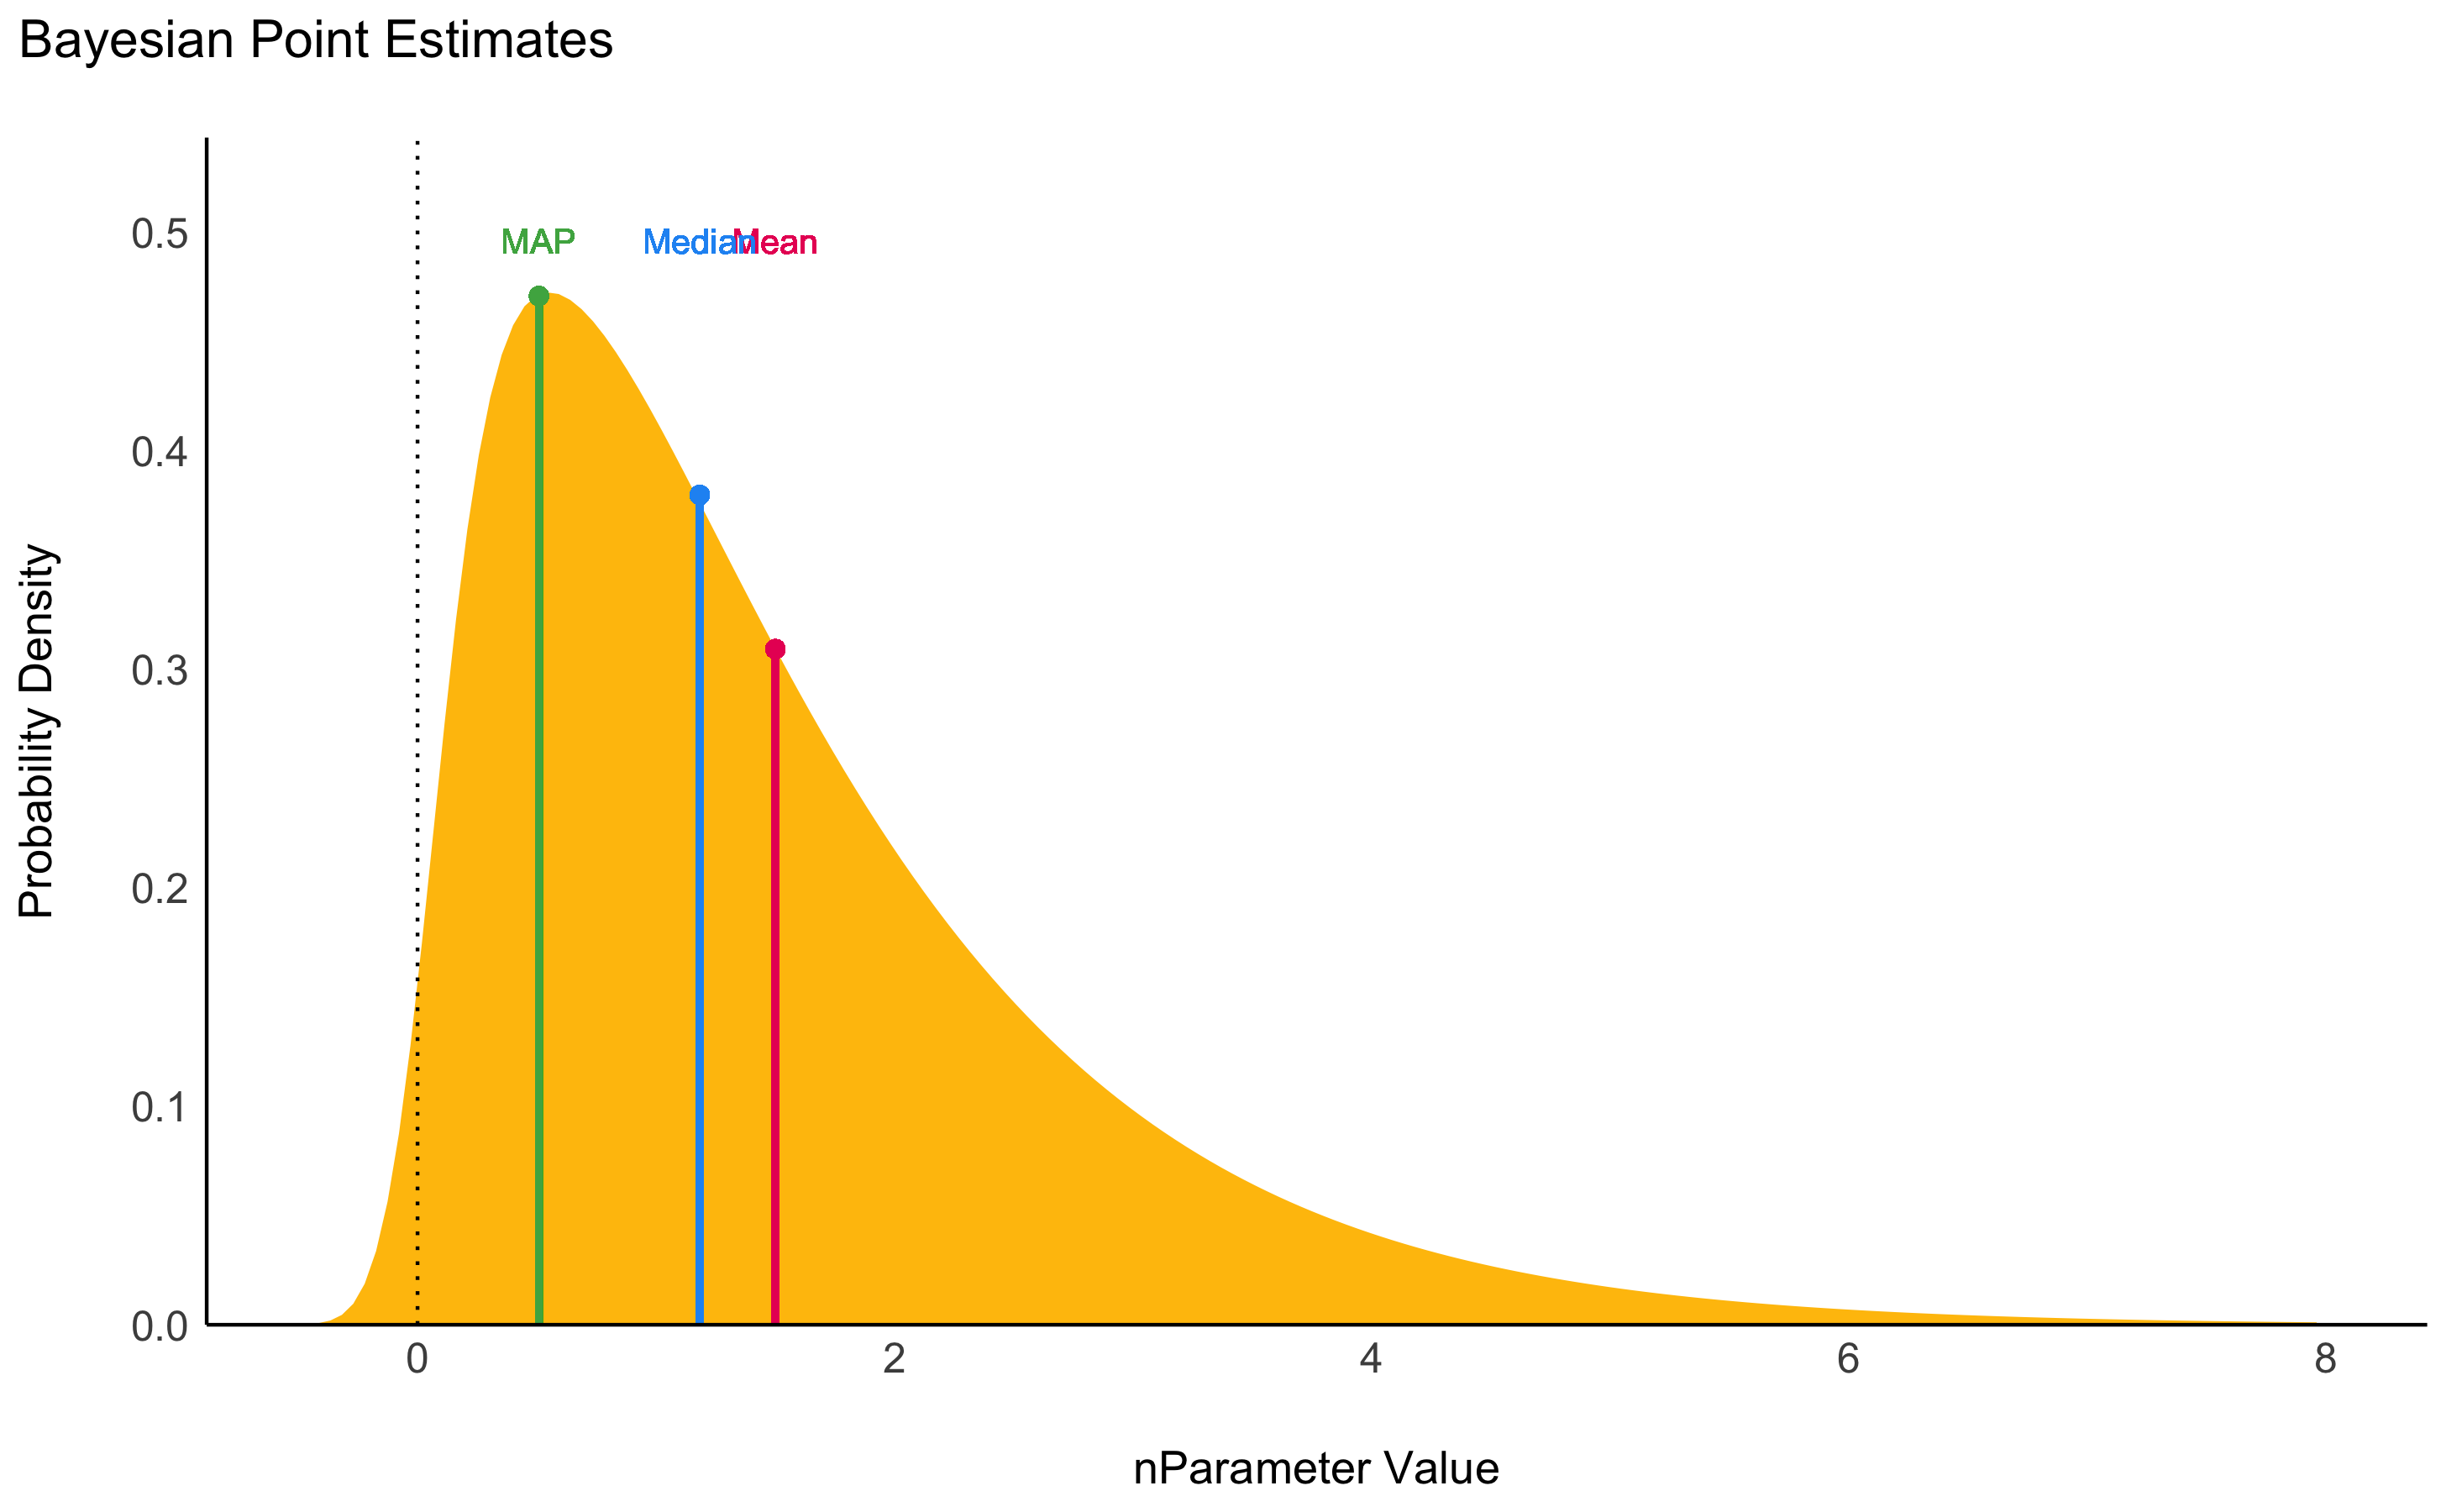 Bayesian Point Estimates
0.5
MAP
Median
Mean
0.4
0.3
0.2
0.1
0.0
Probability Density
0
2
4
6
8
nParameter Value